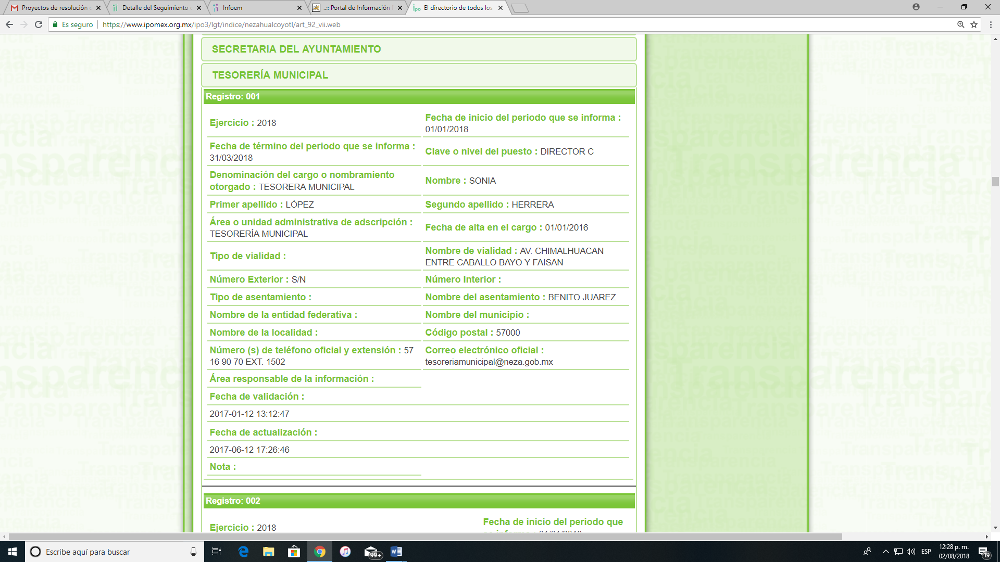 Proyectos de resolución
Detalle del Seguimiento
Infoem
..:: Portal de Información
El directorio de todos los
Es seguro
https://www.ipomex.org.mx/ipo3/lgt/indice/nezahualcoyotl/art_92_vii.web
SECRETARIA DEL AYUNTAMIENTO
TESORERÍA MUNICIPAL
Registro: 001
Ejercicio : 2018
Fecha de inicio del periodo que se informa :
01/01/2018
Fecha de término del periodo que se informa :
31/03/2018
Clave o nivel del puesto : DIRECTOR C
Denominación del cargo o nombramiento
otorgado : TESORERA MUNICIPAL
Nombre : SONIA
Primer apellido : LÓPEZ
Segundo apellido : HERRERA
Área o unidad administrativa de adscripción :
TESORERÍA MUNICIPAL
Fecha de alta en el cargo : 01/01/2016
Tipo de vialidad :
Nombre de vialidad : AV. CHIMALHUACAN
ENTRE CABALLO BAYO Y FAISAN
Número Exterior : S/N
Número Interior :
Tipo de asentamiento :
Nombre del asentamiento : BENITO JUAREZ
Nombre de la entidad federativa :
Nombre del municipio :
Nombre de la localidad :
Código postal : 57000
Número (s) de teléfono oficial y extensión : 57
16 90 70 EXT. 1502
Correo electrónico oficial :
tesoreriamunicipal@neza.gob.mx
Área responsable de la información :
Fecha de validación :
2017-01-12 13:12:47
Fecha de actualización :
2017-06-12 17:26:46
Nota :
Registro: 002
Ejercicio : 2018
Fecha de inicio del periodo que
se informa : 01/01/2018
Escribe aquí para buscar
99+
ESP
12:28 p. m.
02/08/2018
19